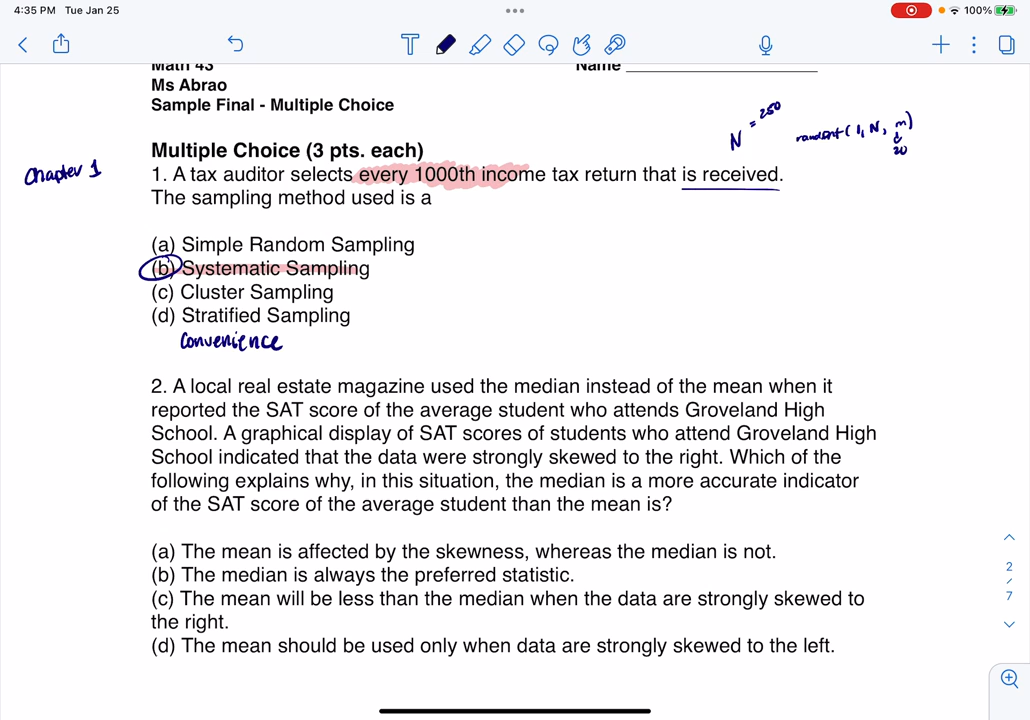 4:35 PM Tue Jan 25
100%
Math 43
Name
Ms Abrao
Sample Final - Multiple Choice
N = 250
randInt(1, N, m)
20
Multiple Choice (3 pts. each)
Chapter 1
1. A tax auditor selects every 1000th income tax return that is received.
The sampling method used is a
(a) Simple Random Sampling
(b) Systematic Sampling
(c) Cluster Sampling
(d) Stratified Sampling
Convenience
2. A local real estate magazine used the median instead of the mean when it
reported the SAT score of the average student who attends Groveland High
School. A graphical display of SAT scores of students who attend Groveland High
School indicated that the data were strongly skewed to the right. Which of the
following explains why, in this situation, the median is a more accurate indicator
of the SAT score of the average student than the mean is?
(a) The mean is affected by the skewness, whereas the median is not.
(b) The median is always the preferred statistic.
(c) The mean will be less than the median when the data are strongly skewed to
the right.
(d) The mean should be used only when data are strongly skewed to the left.
2
/
7